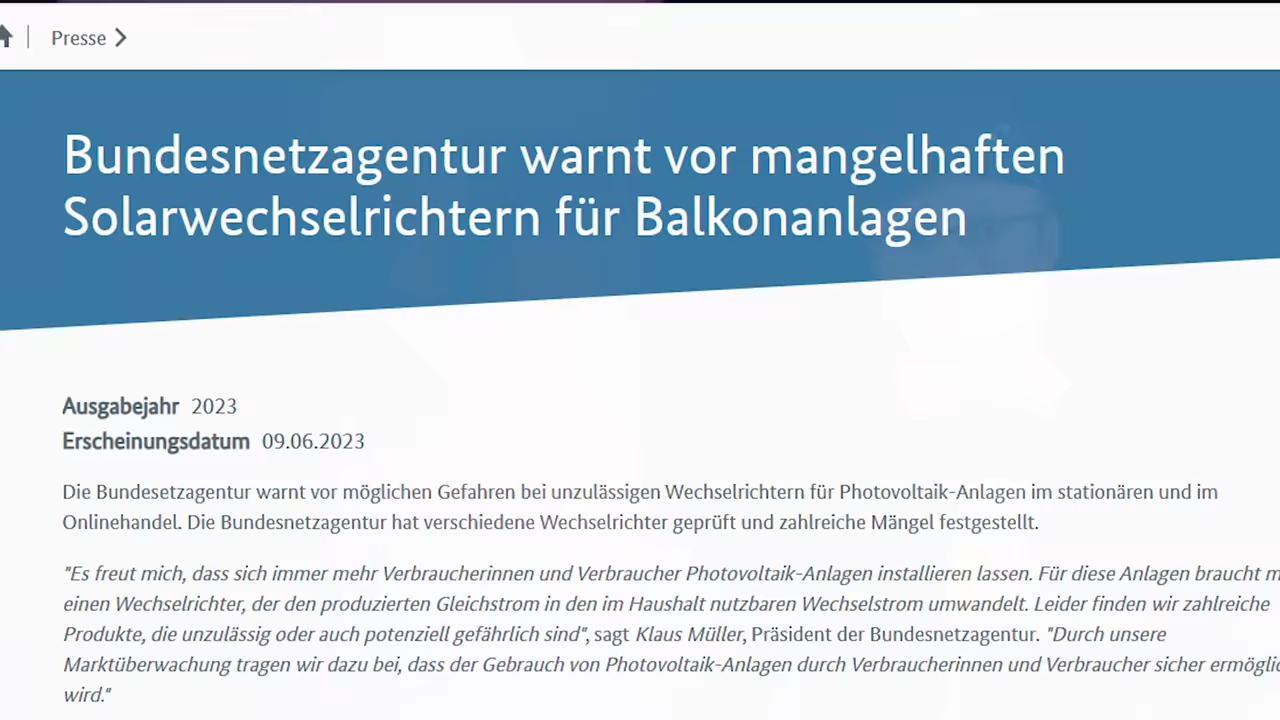 Presse
Bundesnetzagentur warnt vor mangelhaften
Solarwechselrichtern für Balkonanlagen
Ausgabejahr 2023
Erscheinungsdatum 09.06.2023
Die Bundesetzagentur warnt vor möglichen Gefahren bei unzulässigen Wechselrichtern für Photovoltaik-Anlagen im stationären und im
Onlinehandel. Die Bundesnetzagentur hat verschiedene Wechselrichter geprüft und zahlreiche Mängel festgestellt.
"Es freut mich, dass sich immer mehr Verbraucherinnen und Verbraucher Photovoltaik-Anlagen installieren lassen. Für diese Anlagen braucht
einen Wechselrichter, der den produzierten Gleichstrom in den im Haushalt nutzbaren Wechselstrom umwandelt. Leider finden wir zahlreiche
Produkte, die unzulässig oder auch potenziell gefährlich sind", sagt Klaus Müller, Präsident der Bundesnetzagentur. "Durch unsere
Marktüberwachung tragen wir dazu bei, dass der Gebrauch von Photovoltaik-Anlagen durch Verbraucherinnen und Verbraucher sicher
wird."